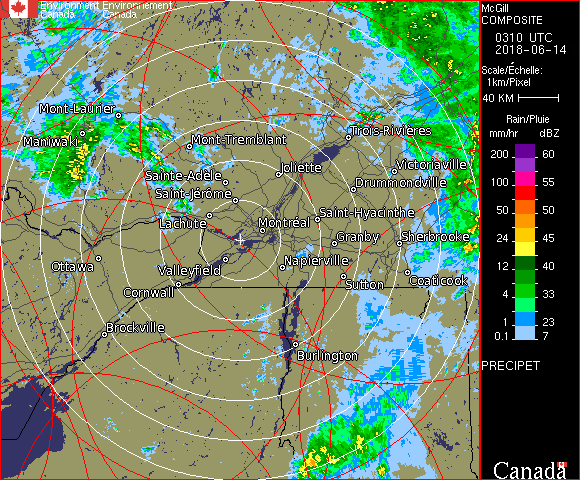 Environment Environnement
Canada Canada
McGill
COMPOSITE
0310 UTC
2018-06-14
Scale/Échelle:
1km/Pixel
40 KM
Rain/Pluie
mm/hr dBZ
200 60
100 55
50 50
24 45
12 40
4 33
1 23
0.1 7
PRECIPET
Canada
Mont-Laurier
Maniwaki
Mont-Tremblant
Trois-Rivières
Sainte-Adèle
Joliette
Victoriaville
Saint-Jérôme
Drummondville
Lachute
Montréal
Saint-Hyacinthe
Granby
Sherbrooke
Ottawa
Valleyfield
Napierville
Cornwall
Sutton
Coaticook
Brockville
Burlington